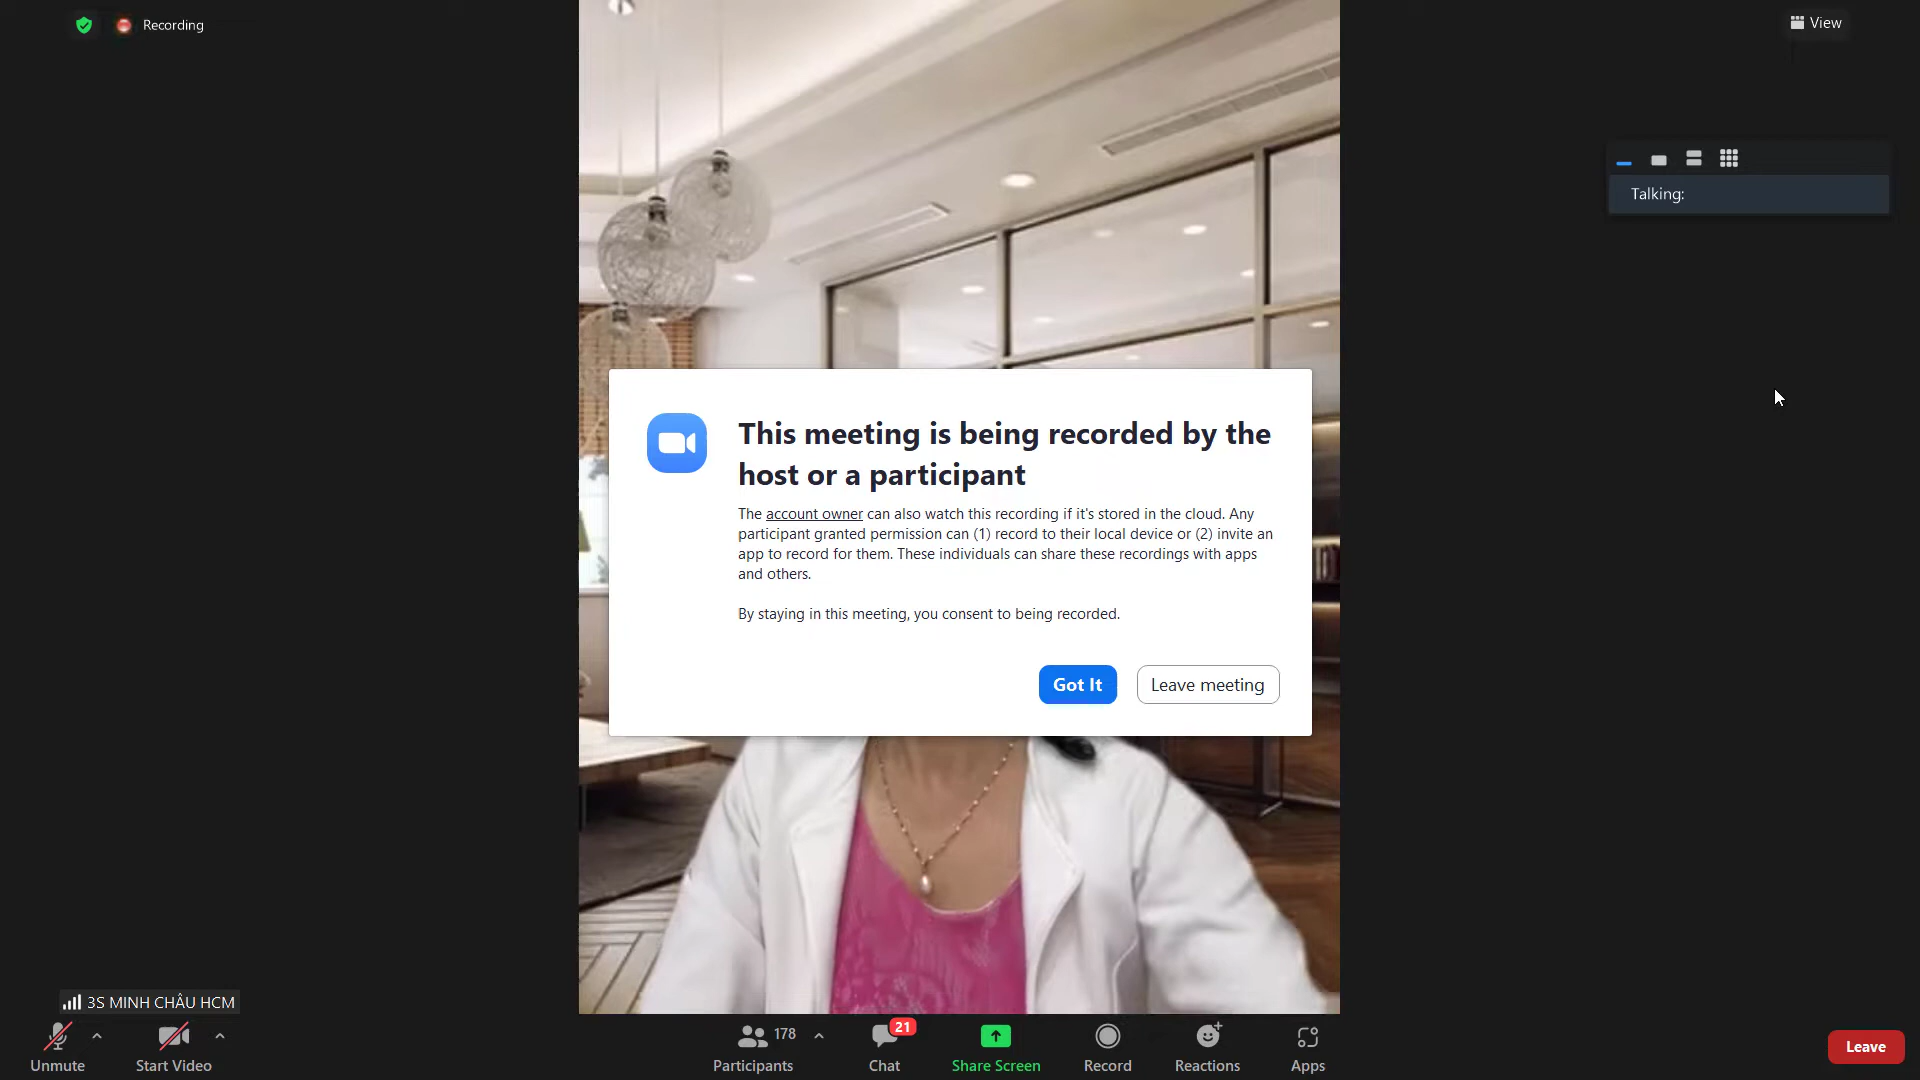 Recording
View
Talking:
This meeting is being recorded by the
host or a participant
The account owner can also watch this recording if it's stored in the cloud. Any
participant granted permission can (1) record to their local device or (2) invite an
app to record for them. These individuals can share these recordings with apps
and others.
By staying in this meeting, you consent to being recorded.
Got It
Leave meeting
3S MINH CHÂU HCM
Unmute
Start Video
178
Participants
21
Chat
Share Screen
Record
Reactions
Apps
Leave